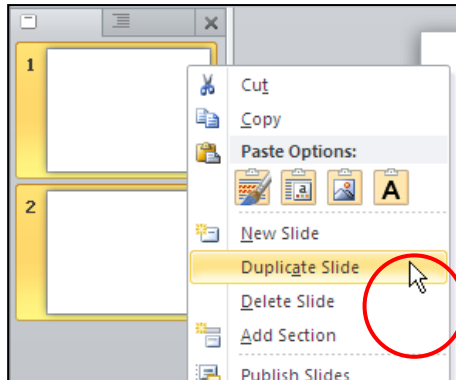 1
Cut
Copy
Paste Options:
a A
2
New Slide
Duplicate Slide
Delete Slide
Add Section
Publish Slides